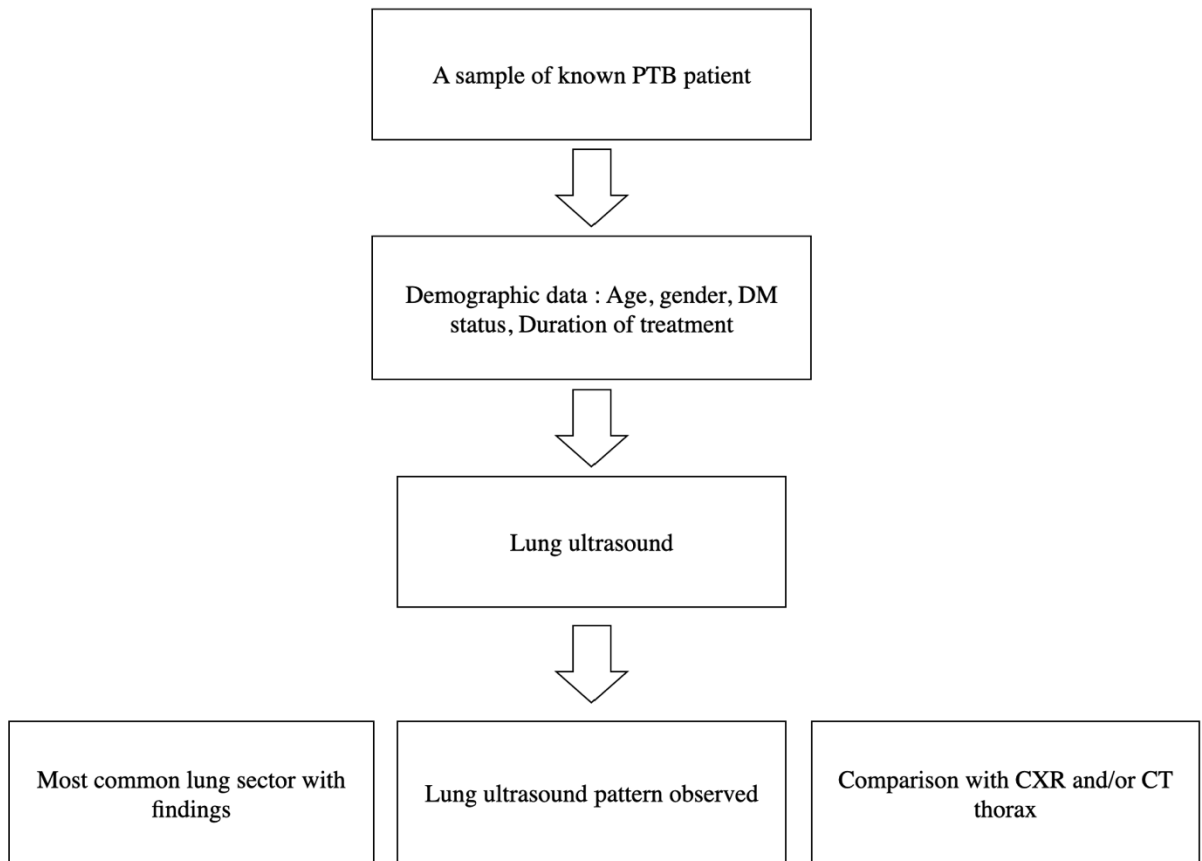 A sample of known PTB patient
Demographic data : Age, gender, DM
status, Duration of treatment
Lung ultrasound
Most common lung sector with
findings
Lung ultrasound pattern observed
Comparison with CXR and/or CT
thorax